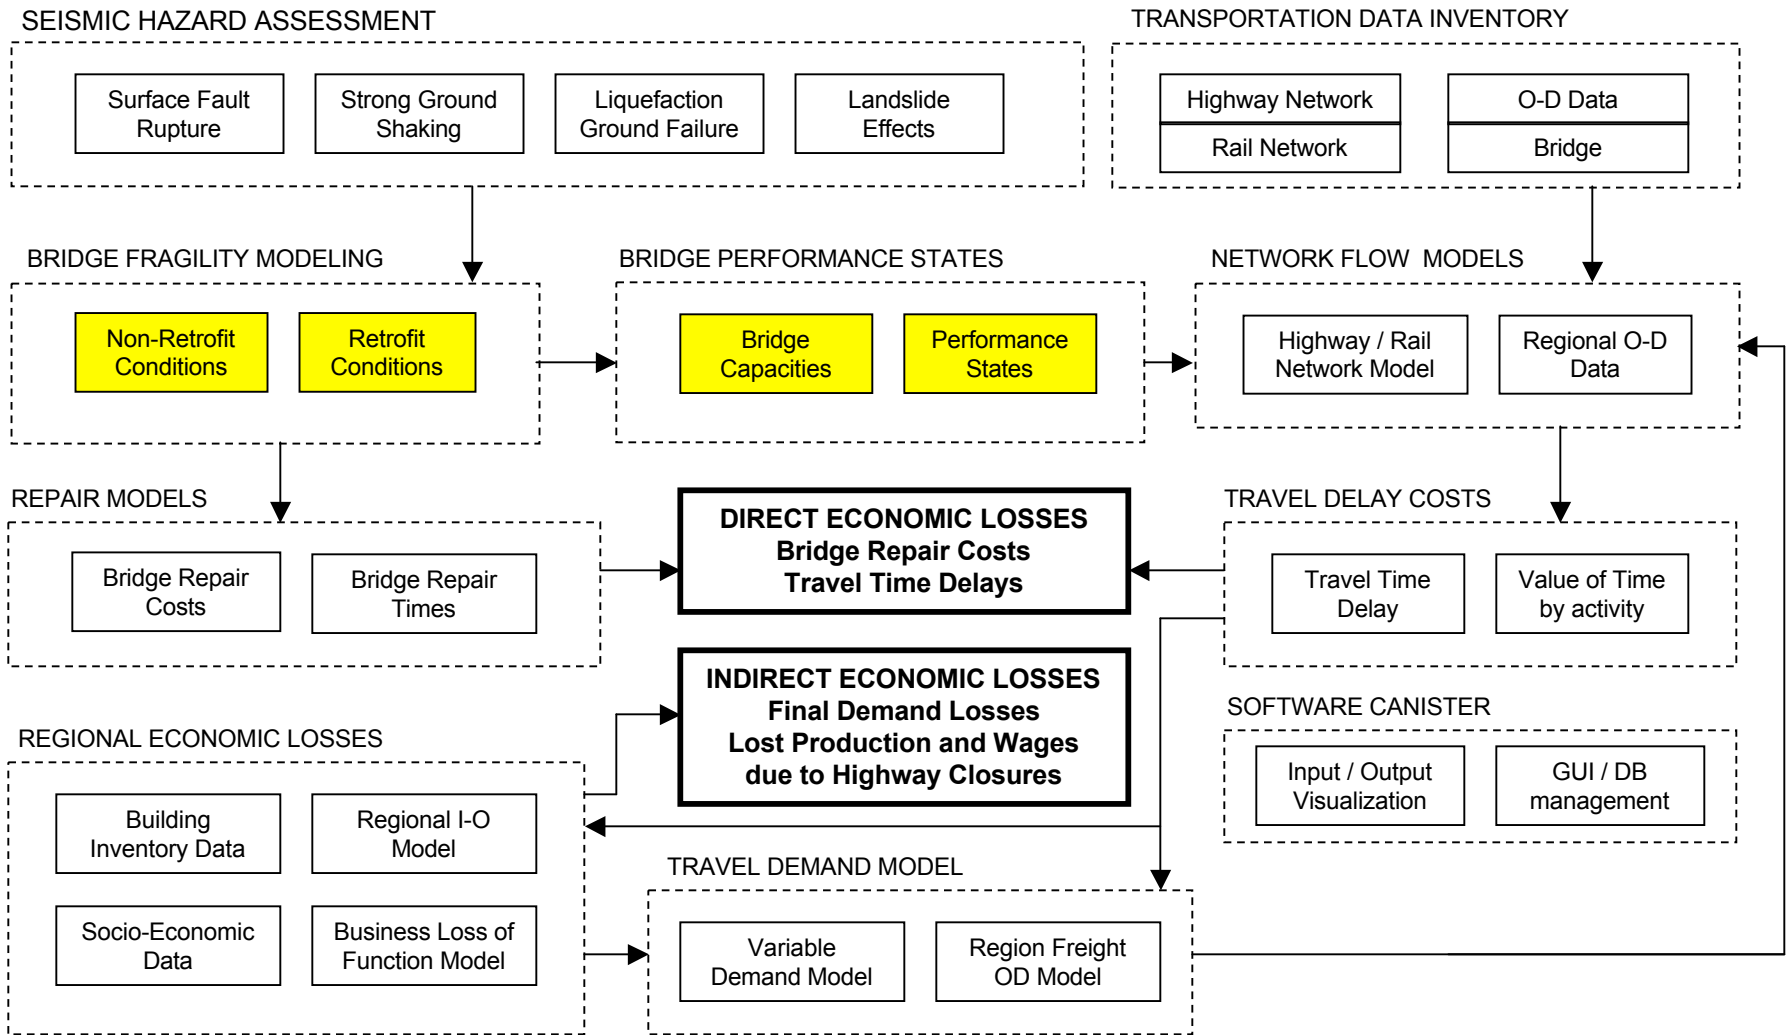 SEISMIC HAZARD ASSESSMENT
Surface Fault
Rupture
Strong Ground
Shaking
Liquefaction
Ground Failure
Landslide
Effects
TRANSPORTATION DATA INVENTORY
Highway Network
Rail Network
O-D Data
Bridge
BRIDGE FRAGILITY MODELING
Non-Retrofit
Conditions
Retrofit
Conditions
BRIDGE PERFORMANCE STATES
Bridge
Capacities
Performance
States
NETWORK FLOW MODELS
Highway / Rail
Network Model
Regional O-D
Data
REPAIR MODELS
Bridge Repair
Costs
Bridge Repair
Times
DIRECT ECONOMIC LOSSES
Bridge Repair Costs
Travel Time Delays
TRAVEL DELAY COSTS
Travel Time
Delay
Value of Time
by activity
INDIRECT ECONOMIC LOSSES
Final Demand Losses
Lost Production and Wages
due to Highway Closures
SOFTWARE CANISTER
Input / Output
Visualization
GUI / DB
management
REGIONAL ECONOMIC LOSSES
Building
Inventory Data
Regional I-O
Model
Socio-Economic
Data
Business Loss of
Function Model
TRAVEL DEMAND MODEL
Variable
Demand Model
Region Freight
OD Model